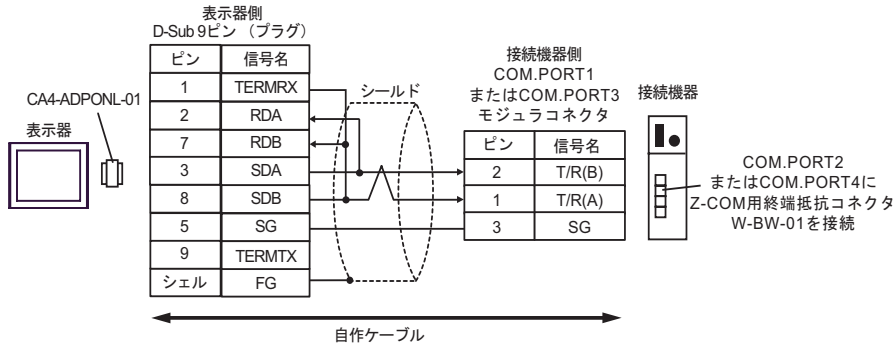 表示器側
D-Sub 9ピン （プラグ）
ピン 信号名
1 TERMRX
2 RDA
7 RDB
3 SDA
8 SDB
5 SG
9 TERMTX
シェル FG
CA4-ADPONL-01
表示器
シールド
接続機器側
COM.PORT1
またはCOM.PORT3
モジュラコネクタ
ピン 信号名
2 T/R(B)
1 T/R(A)
3 SG
接続機器
COM.PORT2
またはCOM.PORT4に
Z-COM用終端抵抗コネクタ
W-BW-01を接続
自作ケーブル